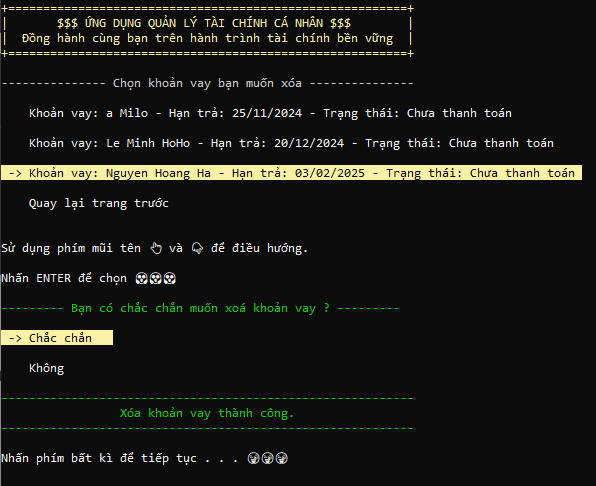 +=========================================================+
|       $$$ ỨNG DỤNG QUẢN LÝ TÀI CHÍNH CÁ NHÂN $$$        |
|  Đồng hành cùng bạn trên hành trình tài chính bền vững  |
+=========================================================+
--------------- Chọn khoản vay bạn muốn xóa ---------------
Khoản vay: a Milo - Hạn trả: 25/11/2024 - Trạng thái: Chưa thanh toán
Khoản vay: Le Minh HoHo - Hạn trả: 20/12/2024 - Trạng thái: Chưa thanh toán
-> Khoản vay: Nguyen Hoang Ha - Hạn trả: 03/02/2025 - Trạng thái: Chưa thanh toán
Quay lại trang trước
Sử dụng phím mũi tên 👆 và 👇 để điều hướng.
Nhấn ENTER để chọn 💀💀💀
--------- Bạn có chắc chắn muốn xoá khoản vay ? ---------
-> Chắc chắn
Không
-----------------------------------------------------------
Xóa khoản vay thành công.
-----------------------------------------------------------
Nhấn phím bất kì để tiếp tục . . .